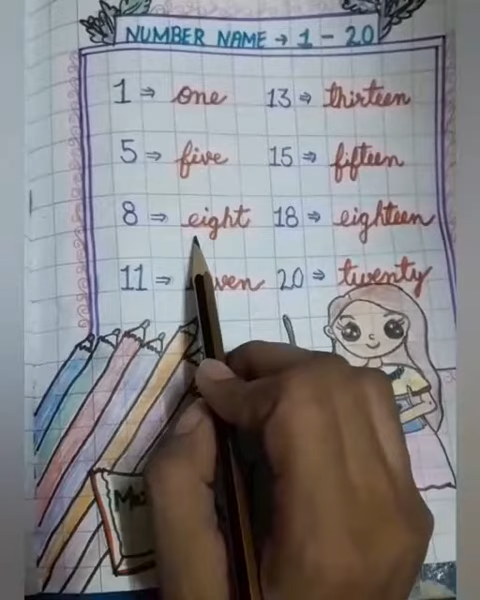 NUMBER NAME → 1 - 20
1 ⇒ one 13 ⇒ thirteen
5 ⇒ five 15 ⇒ fifteen
8 ⇒ eight 18 ⇒ eighteen
11 ⇒ 20 ⇒ twenty